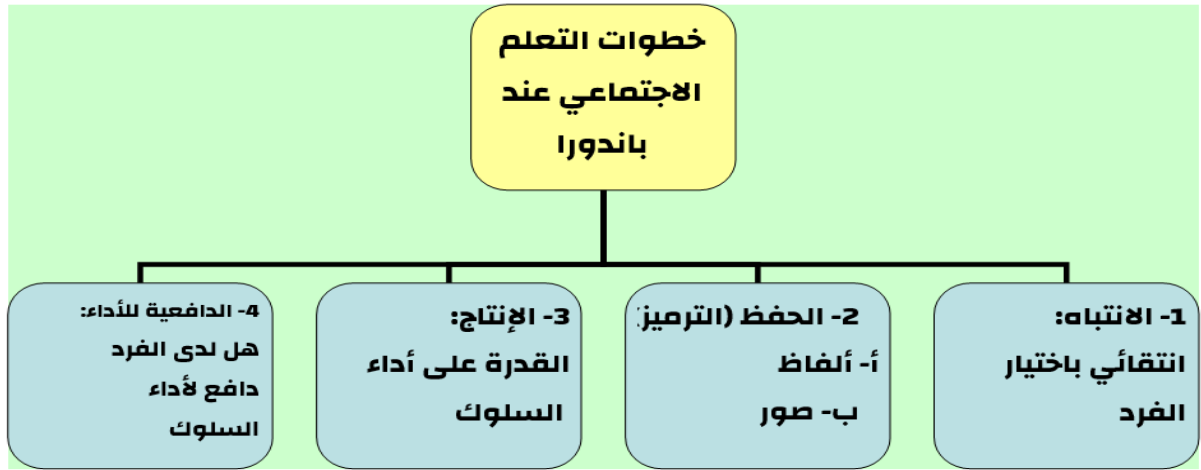 خطوات التعلم
الاجتماعي عند
باندورا
1- الانتباه:
انتقائي باختيار
الفرد
2- الحفظ (الترميز):
أ- ألفاظ
ب- صور
3- الإنتاج:
القدرة على أداء
السلوك
4- الدافعية للأداء:
هل لدى الفرد
دافع لأداء
السلوك